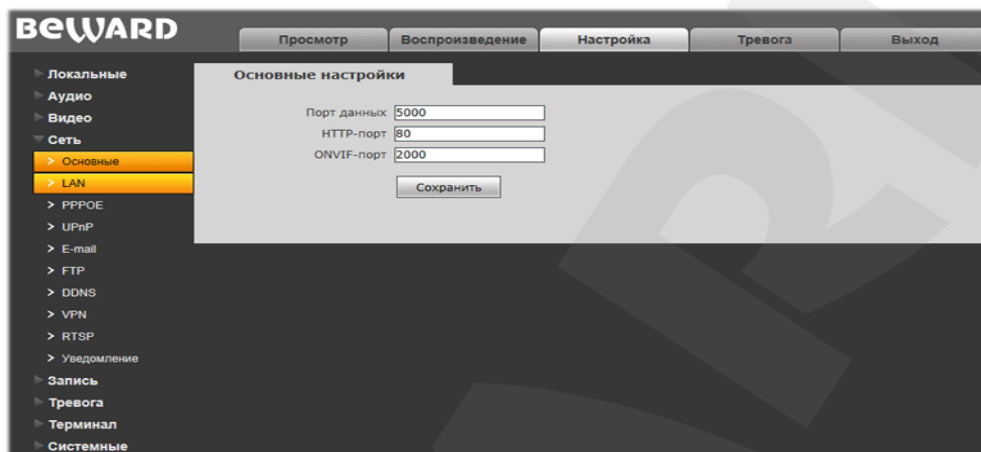 BEWARD
Просмотр Воспроизведение Настройка Тревога Выход
Локальные
Аудио
Видео
Сеть
> Основные
> LAN
> PPPOE
> UPnP
> E-mail
> FTP
> DDNS
> VPN
> RTSP
> Уведомление
Запись
Тревога
Терминал
Системные
Основные настройки
Порт данных 5000
HTTP-порт 80
ONVIF-порт 2000
Сохранить